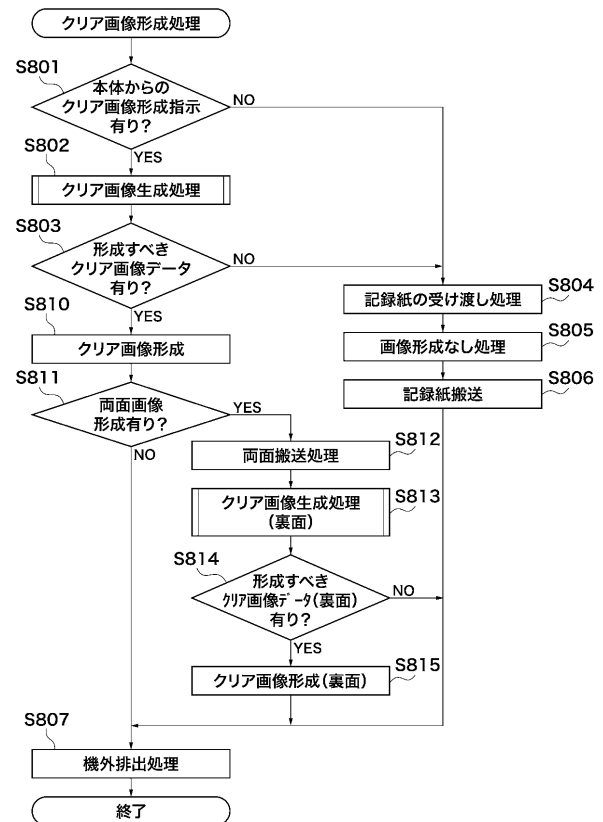 クリア画像形成処理
S801
本体からの
クリア画像形成指示
有り?
NO
YES
S802
クリア画像生成処理
S803
形成すべき
クリア画像データ
有り?
NO
YES
S804
記録紙の受け渡し処理
S805
画像形成なし処理
S806
記録紙搬送
S810
クリア画像形成
S811
両面画像
形成有り?
YES
NO
S812
両面搬送処理
S813
クリア画像生成処理
(裏面)
S814
形成すべき
クリア画像データ(裏面)
有り?
NO
YES
S815
クリア画像形成(裏面)
S807
機外排出処理
終了